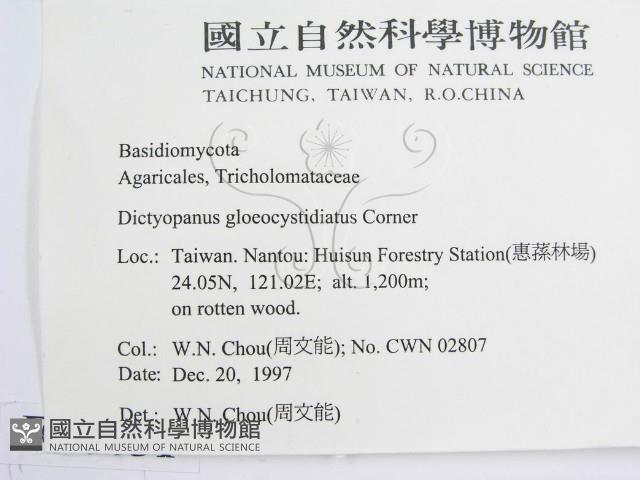 國立自然科學博物館
NATIONAL MUSEUM OF NATURAL SCIENCE
TAICHUNG, TAIWAN, R.O.CHINA
Basidiomycota
Agaricales, Tricholomataceae
Dictyopanus gloeocystidiatus Corner
Loc.: Taiwan. Nantou: Huisun Forestry Station(惠蓀林場)
24.05N, 121.02E; alt. 1,200m;
on rotten wood.
Col.: W.N. Chou(周文能); No. CWN 02807
Date: Dec. 20, 1997
Det.: W.N. Chou(周文能)
國立自然科學博物館
NATIONAL MUSEUM OF NATURAL SCIENCE